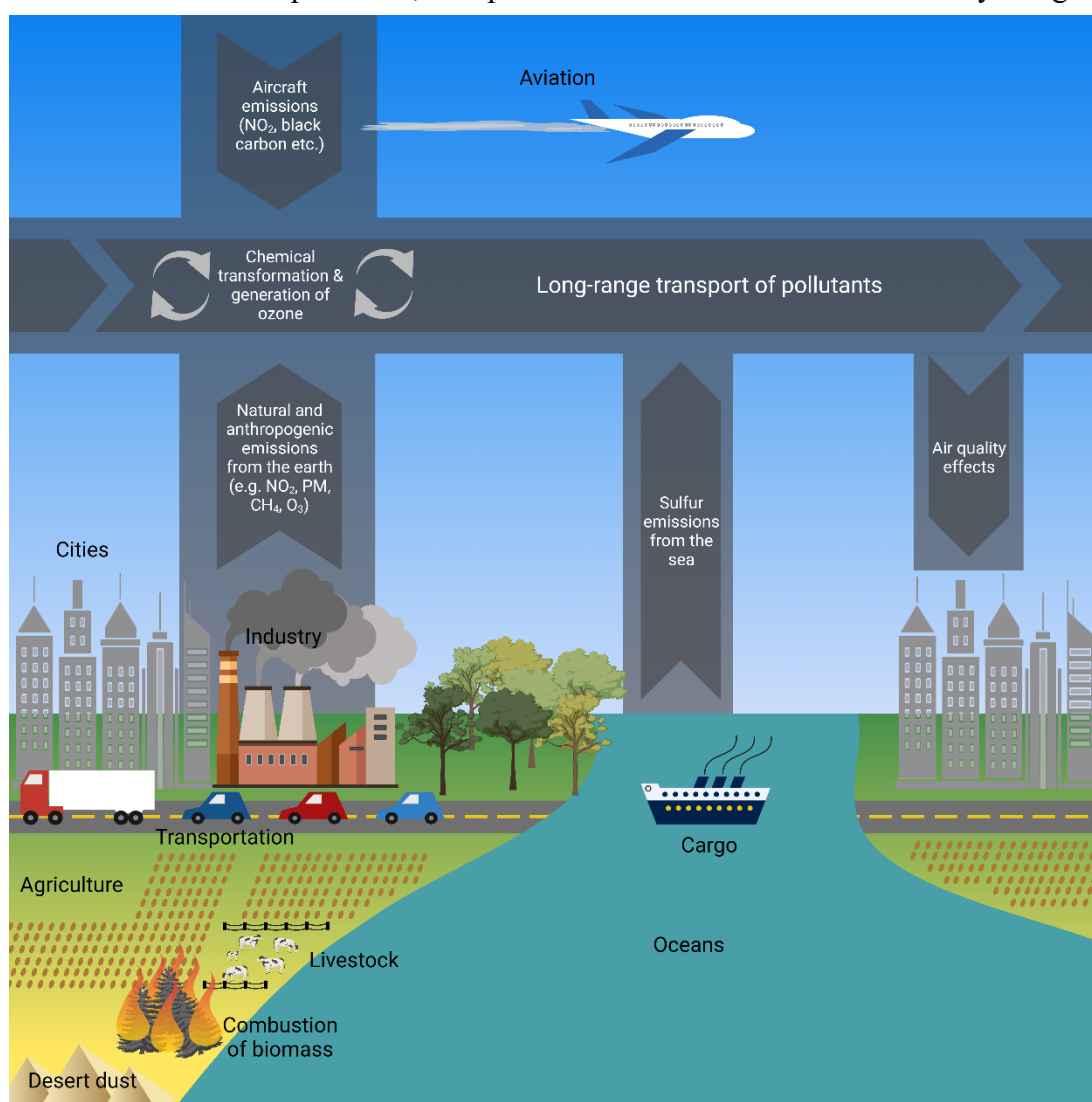 Aviation
Aircraft
emissions
(NO₂, black
carbon etc.)
Chemical
transformation &
generation of
ozone
Long-range transport of pollutants
Natural and
anthropogenic
emissions
from the earth
(e.g. NO₂, PM,
CH₄, O₃)
Sulfur
emissions
from the
sea
Air quality
effects
Cities
Industry
Transportation
Cargo
Agriculture
Livestock
Oceans
Combustion
of biomass
Desert dust